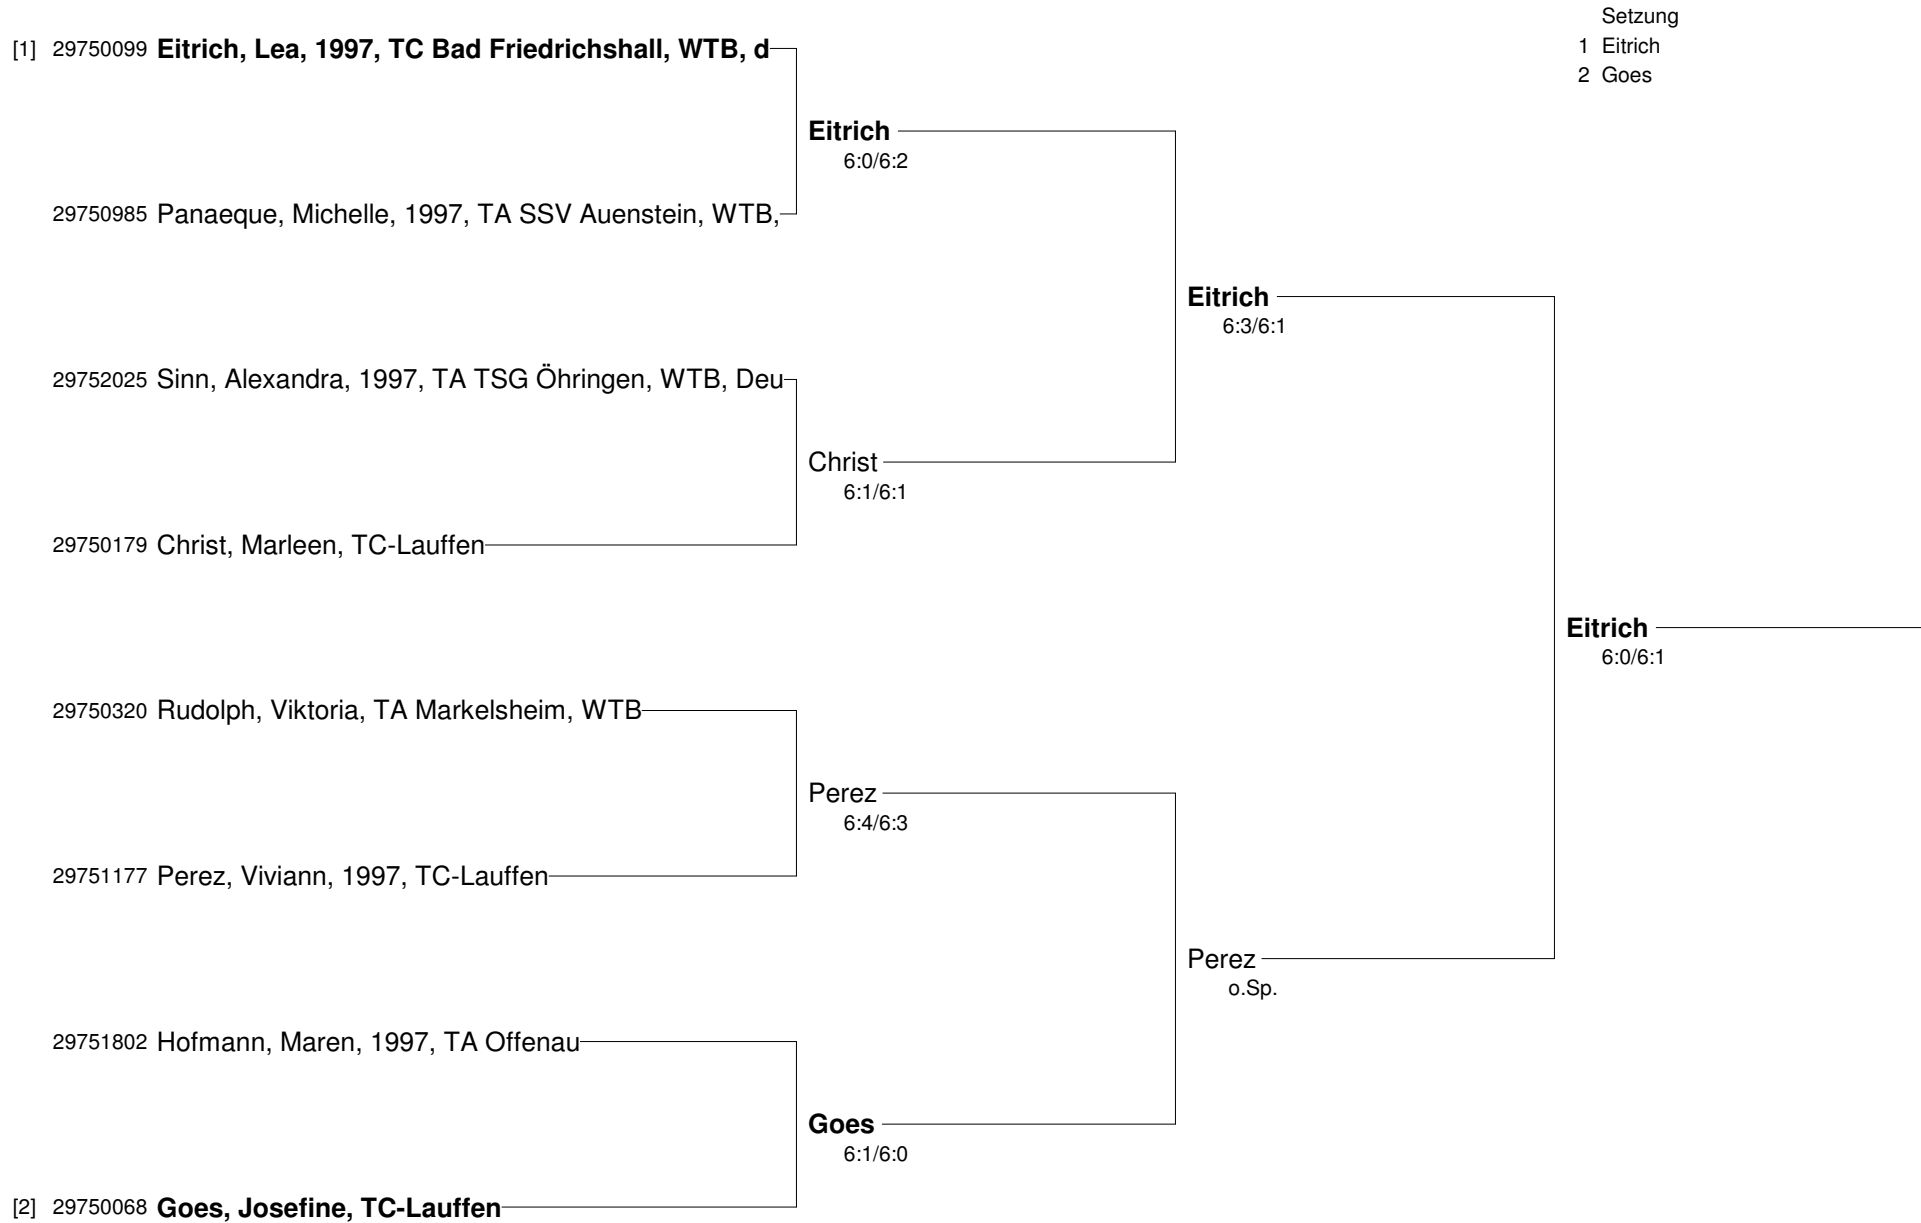 Setzung
1 Eitrich
2 Goes
[1] 29750099 Eitrich, Lea, 1997, TC Bad Friedrichshall, WTB, d
Eitrich
6:0/6:2
29750985 Panaeque, Michelle, 1997, TA SSV Auenstein, WTB,
Eitrich
6:3/6:1
29752025 Sinn, Alexandra, 1997, TA TSG Öhringen, WTB, Deu
Christ
6:1/6:1
29750179 Christ, Marleen, TC-Lauffen
Eitrich
6:0/6:1
29750320 Rudolph, Viktoria, TA Markelsheim, WTB
Perez
6:4/6:3
29751177 Perez, Viviann, 1997, TC-Lauffen
Perez
o.Sp.
29751802 Hofmann, Maren, 1997, TA Offenau
Goes
6:1/6:0
[2] 29750068 Goes, Josefine, TC-Lauffen